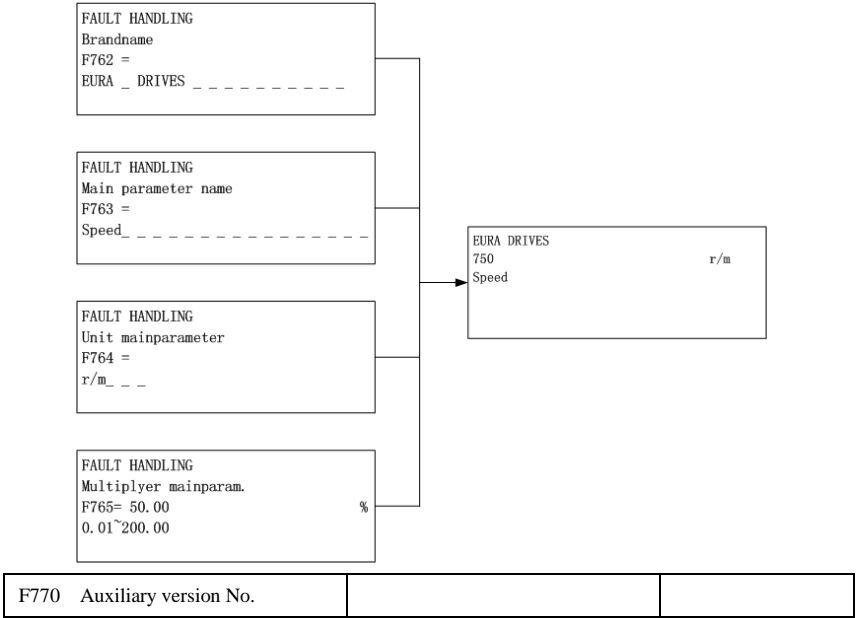 FAULT HANDLING
Brandname
F762 =
EURA _ DRIVES _ _ _ _ _ _ _ _ _ _
FAULT HANDLING
Main parameter name
F763 =
Speed_ _ _ _ _ _ _ _ _ _ _ _ _ _ _ _
FAULT HANDLING
Unit mainparameter
F764 =
r/m_ _ _
FAULT HANDLING
Multiplyer mainparam.
F765= 50.00 %
0.01~200.00
EURA DRIVES
750 r/m
Speed
F770 Auxiliary version No.